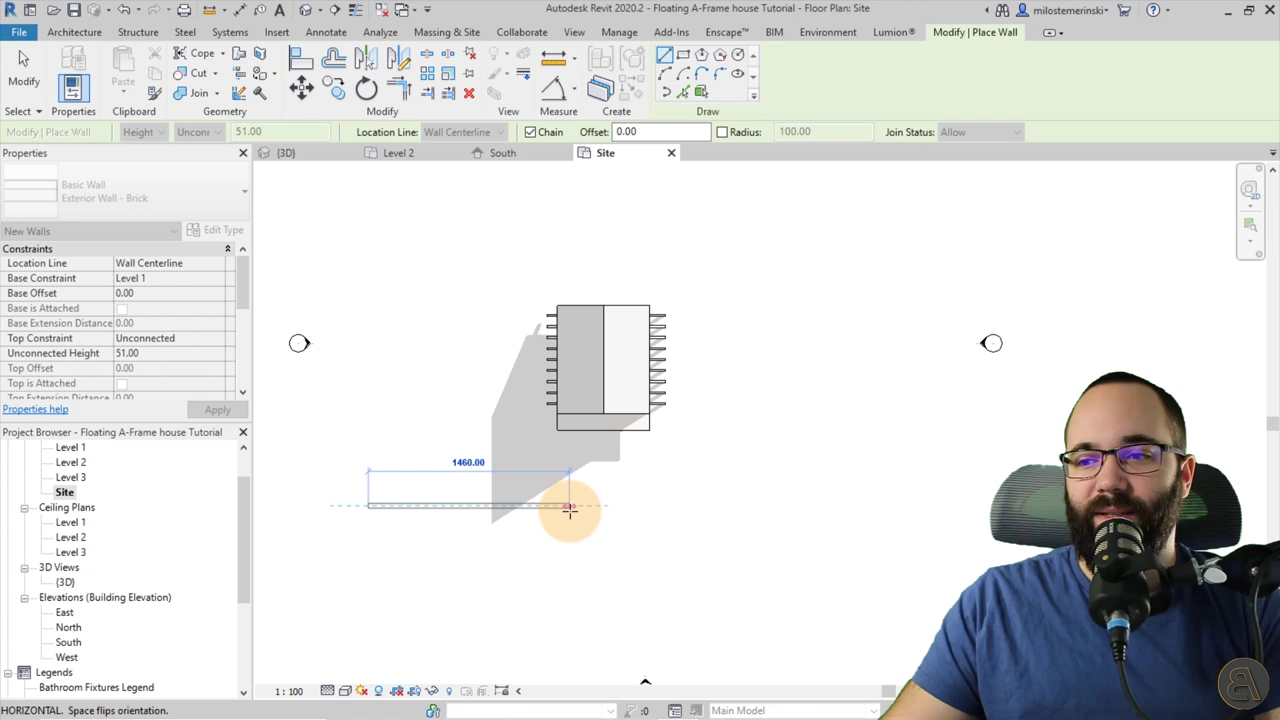 Autodesk Revit 2020.2 - Floating A-Frame house Tutorial - Floor Plan: Site
milostemerinski
File Architecture Structure Steel Systems Insert Annotate Analyze Massing & Site Collaborate View Manage Add-Ins Enscape™ BIM Environment Lumion® Modify | Place Wall
Modify
Paste
Cope
Cut
Join
Select Properties Clipboard Geometry Modify View Measure Create Draw
Modify | Place Wall Height Uncon: 51.00 Location Line: Wall Centerline Chain Offset: 0.00 Radius: 100.00 Join Status: Allow
Properties
{3D} Level 2 South Site
Basic Wall
Exterior Wall - Brick
New Walls Edit Type
Constraints
Location Line Wall Centerline
Base Constraint Level 1
Base Offset 0.00
Base is Attached
Base Extension Distance 0.00
Top Constraint Unconnected
Unconnected Height 51.00
Top Offset 0.00
Top is Attached
Top Extension Distance 0.00
Properties help Apply
Project Browser - Floating A-Frame house Tutorial
Level 1
Level 2
Level 3
Site
Ceiling Plans
Level 1
Level 2
Level 3
3D Views
{3D}
Elevations (Building Elevation)
East
North
South
West
Legends
Bathroom Fixtures Legend
1460.00
1 : 100
HORIZONTAL. Space flips orientation.
:0 Main Model